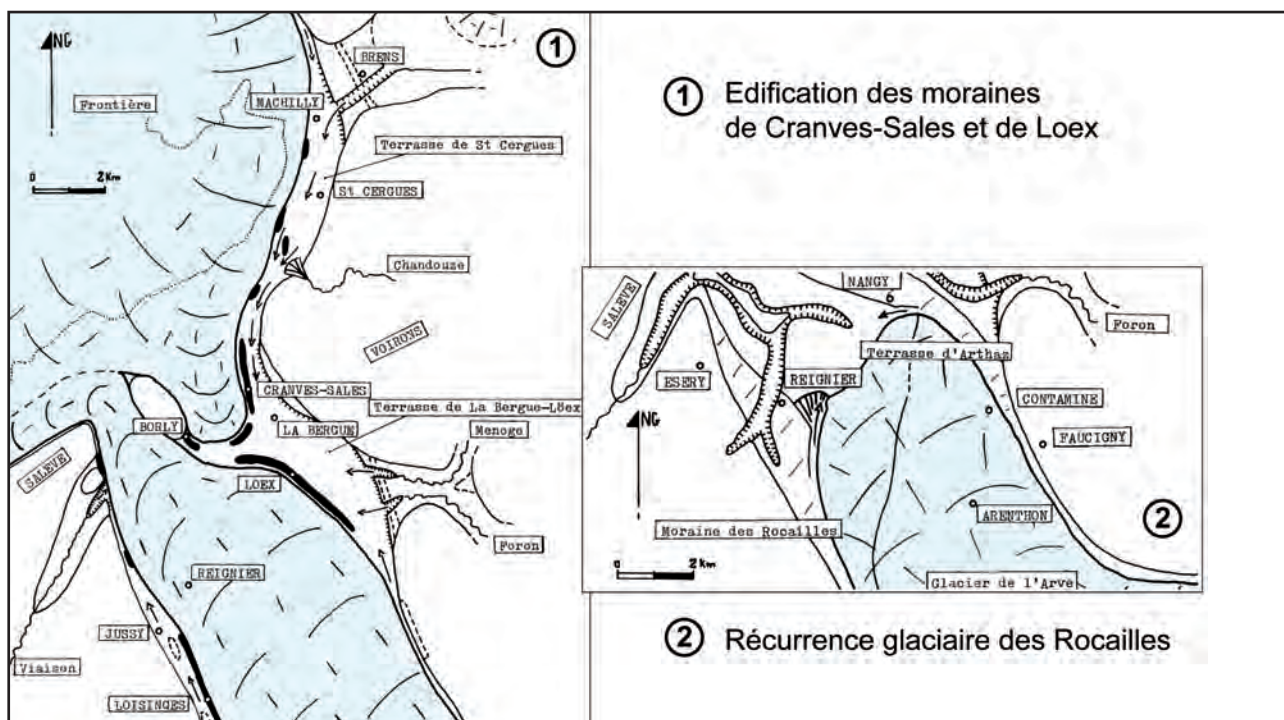 NG
1
BRENS
Frontière
MACHILLY
Terrasse de St Cergues
0 2 Km
St CERGUES
Chandouze
VOIRONS
CRANVES-SALES
Terrasse de La Bergue-Löex
BORLY
LA BERGUE
Menoge
SALEVE
LOEX
Foron
REIGNIER
JUSSY
Viaison
LOISINGES
1 Edification des moraines
de Cranves-Sales et de Loex
NANGY
6
SALEVE
Foron
Terrasse d'Arthaz
ESERY
REIGNIER
CONTAMINE
NG
FAUCIGNY
ARENTHON
2
Moraine des Rocailles
0 2 Km
Glacier de l'Arve
2 Récurrence glaciaire des Rocailles